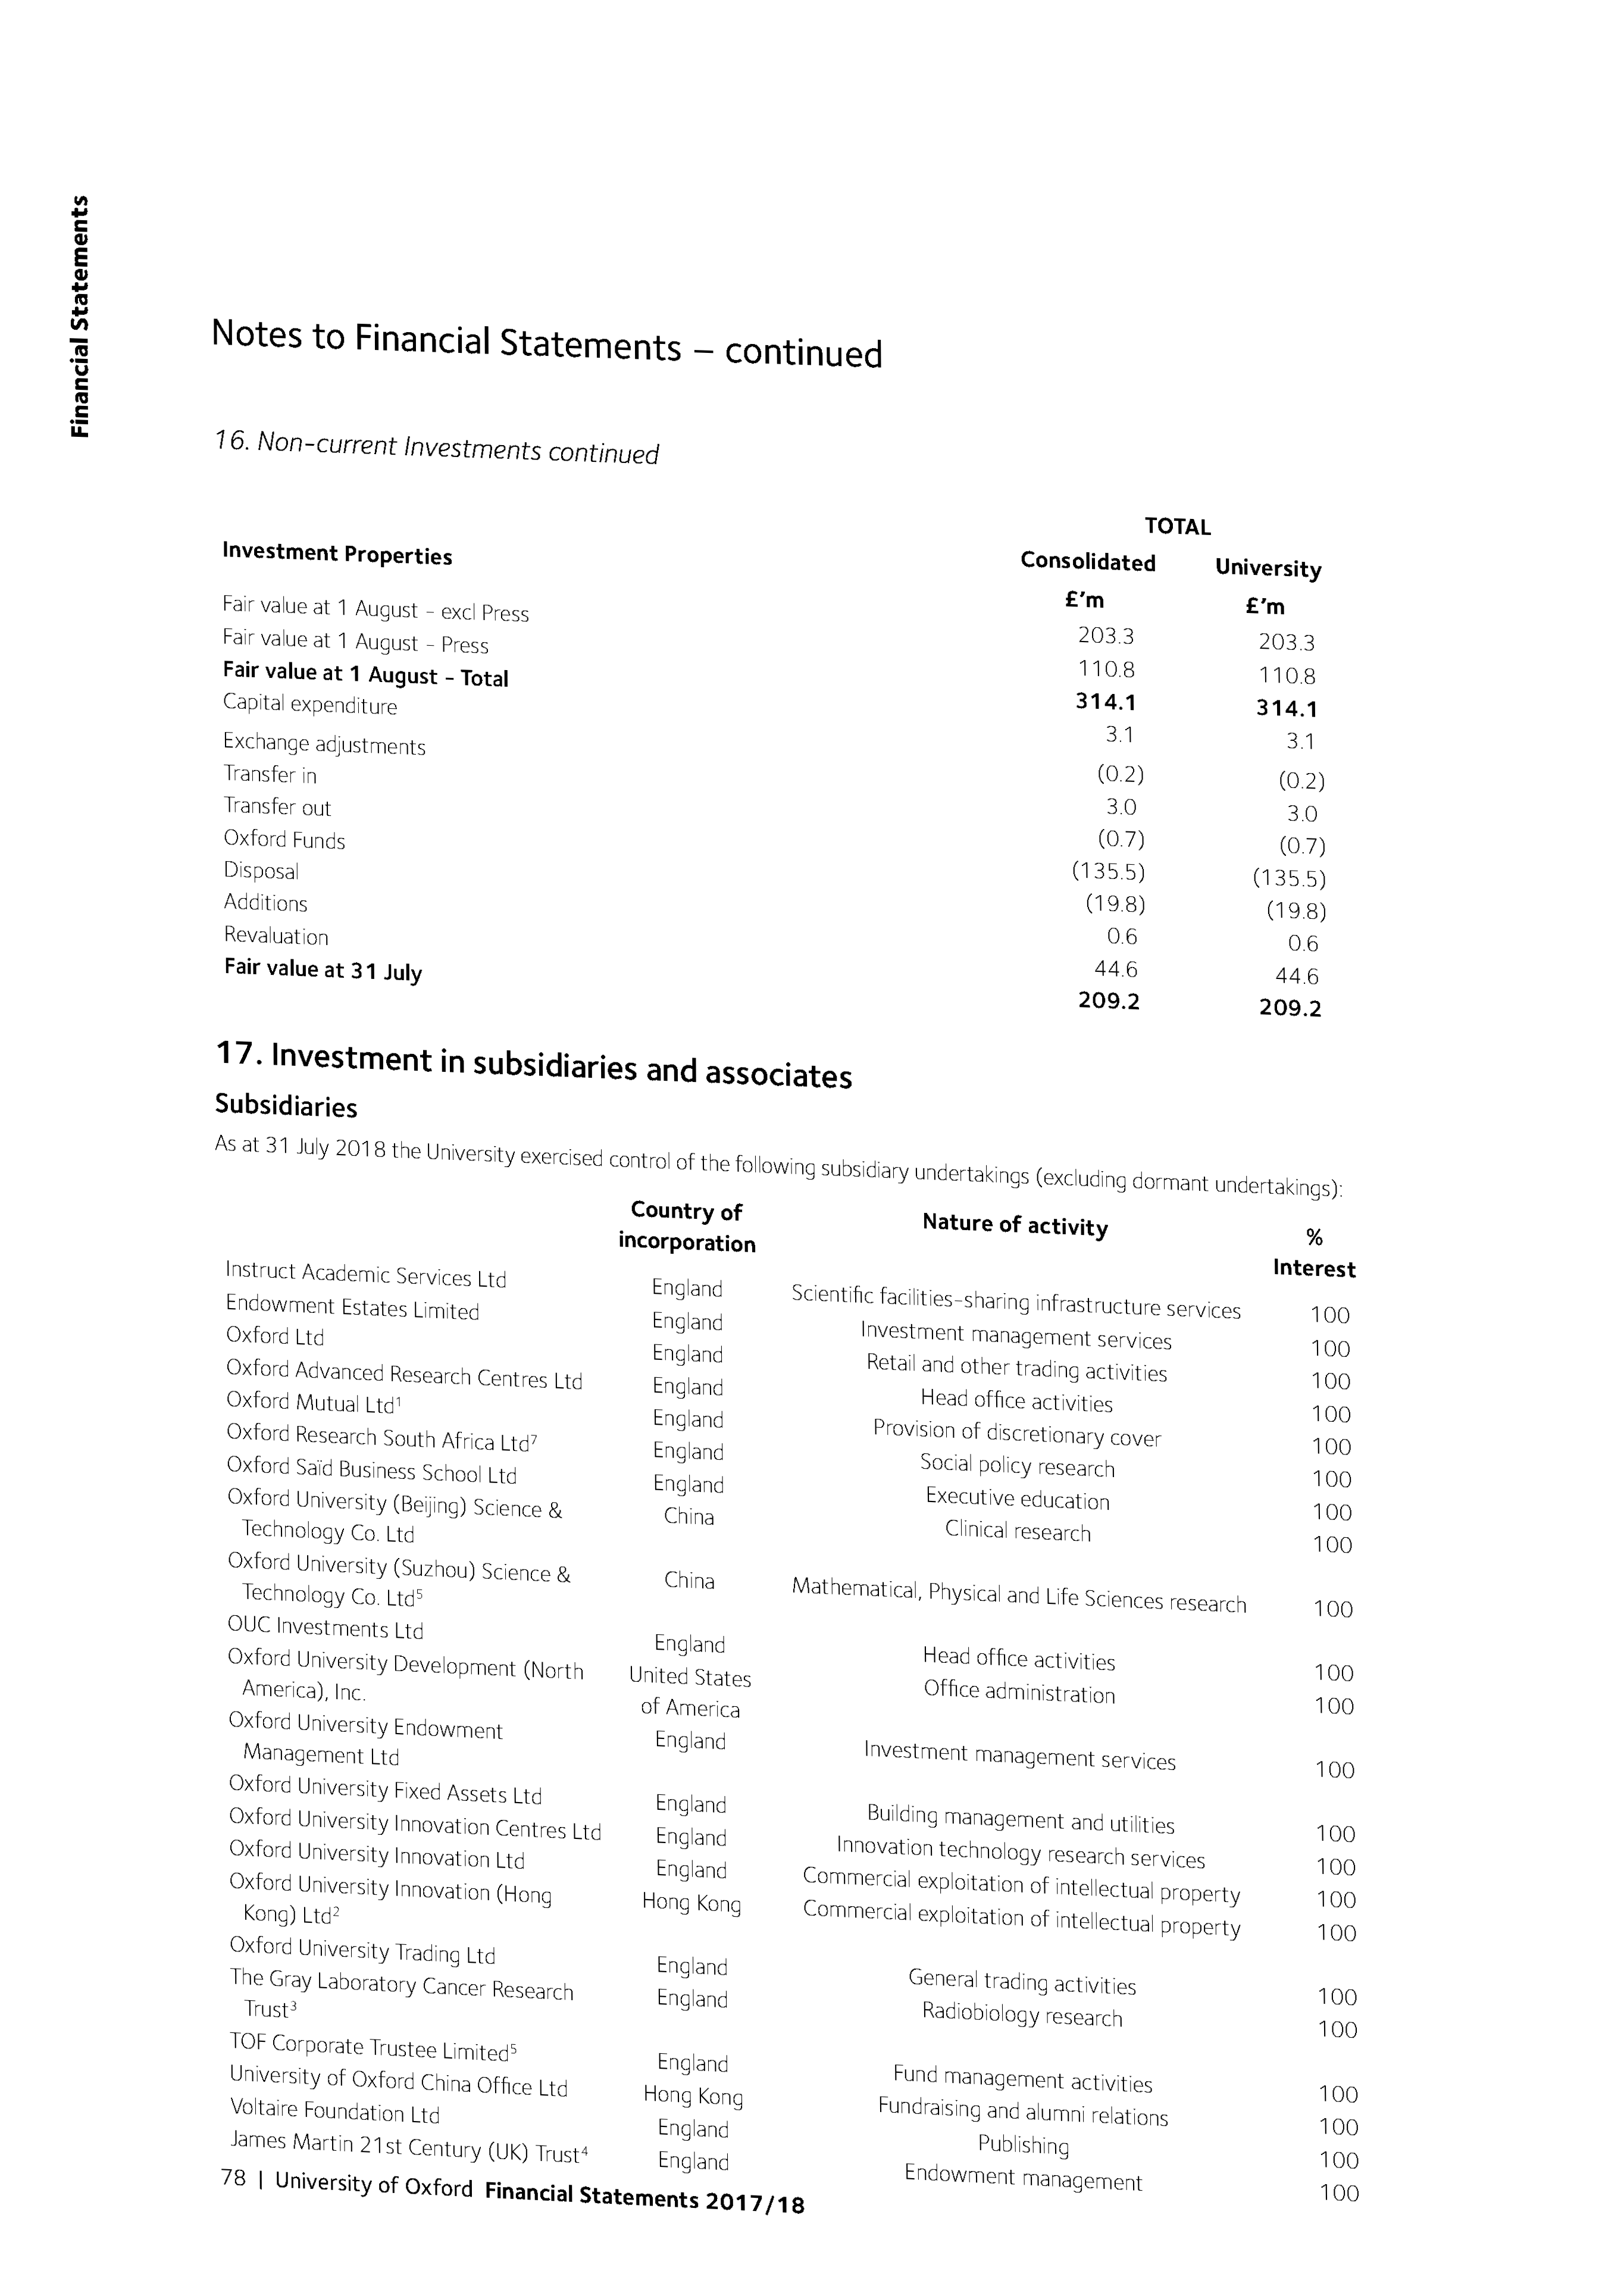 Financial Statements
Notes to Financial Statements – continued
16. Non-current Investments continued
TOTAL
Investment Properties Consolidated University
£'m £'m
Fair value at 1 August – excl Press 203.3 203.3
Fair value at 1 August – Press 110.8 110.8
Fair value at 1 August – Total 314.1 314.1
Capital expenditure 3.1 3.1
Exchange adjustments (0.2) (0.2)
Transfer in 3.0 3.0
Transfer out (0.7) (0.7)
Oxford Funds (135.5) (135.5)
Disposal (19.8) (19.8)
Additions 0.6 0.6
Revaluation 44.6 44.6
Fair value at 31 July 209.2 209.2
17. Investment in subsidiaries and associates
Subsidiaries
As at 31 July 2018 the University exercised control of the following subsidiary undertakings (excluding dormant undertakings):
Country of Nature of activity %
incorporation Interest
Instruct Academic Services Ltd England Scientific facilities-sharing infrastructure services 100
Endowment Estates Limited England Investment management services 100
Oxford Ltd England Retail and other trading activities 100
Oxford Advanced Research Centres Ltd England Head office activities 100
Oxford Mutual Ltd¹ England Provision of discretionary cover 100
Oxford Research South Africa Ltd⁷ England Social policy research 100
Oxford Saïd Business School Ltd England Executive education 100
Oxford University (Beijing) Science & China Clinical research 100
Technology Co. Ltd
Oxford University (Suzhou) Science & China Mathematical, Physical and Life Sciences research 100
Technology Co. Ltd⁵
OUC Investments Ltd England Head office activities 100
Oxford University Development (North United States Office administration 100
America), Inc. of America
Oxford University Endowment England Investment management services 100
Management Ltd
Oxford University Fixed Assets Ltd England Building management and utilities 100
Oxford University Innovation Centres Ltd England Innovation technology research services 100
Oxford University Innovation Ltd England Commercial exploitation of intellectual property 100
Oxford University Innovation (Hong Hong Kong Commercial exploitation of intellectual property 100
Kong) Ltd²
Oxford University Trading Ltd England General trading activities 100
The Gray Laboratory Cancer Research England Radiobiology research 100
Trust³
TOF Corporate Trustee Limited⁵ England Fund management activities 100
University of Oxford China Office Ltd Hong Kong Fundraising and alumni relations 100
Voltaire Foundation Ltd England Publishing 100
James Martin 21st Century (UK) Trust⁴ England Endowment management 100
78 | University of Oxford Financial Statements 2017/18